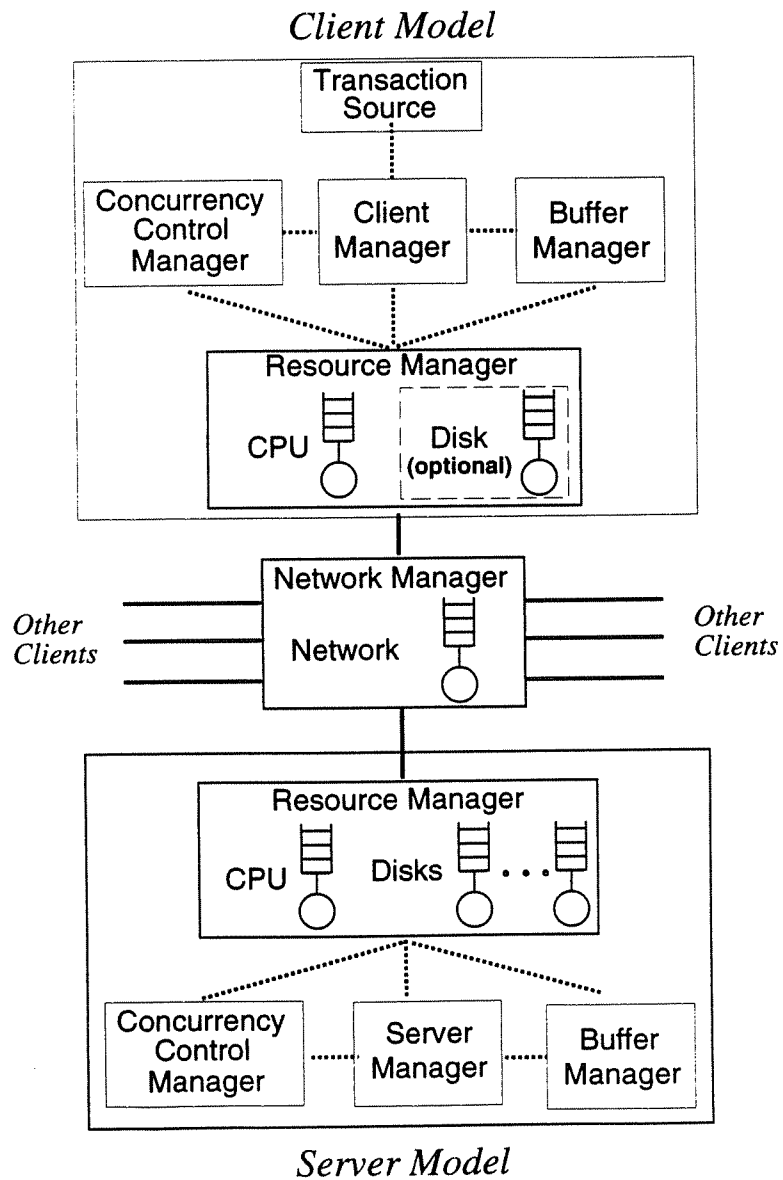 Client Model
Transaction
Source
Concurrency
Control
Manager
Client
Manager
Buffer
Manager
Resource Manager
CPU
Disk
(optional)
Network Manager
Other
Clients
Network
Other
Clients
Resource Manager
CPU
Disks
Concurrency
Control
Manager
Server
Manager
Buffer
Manager
Server Model